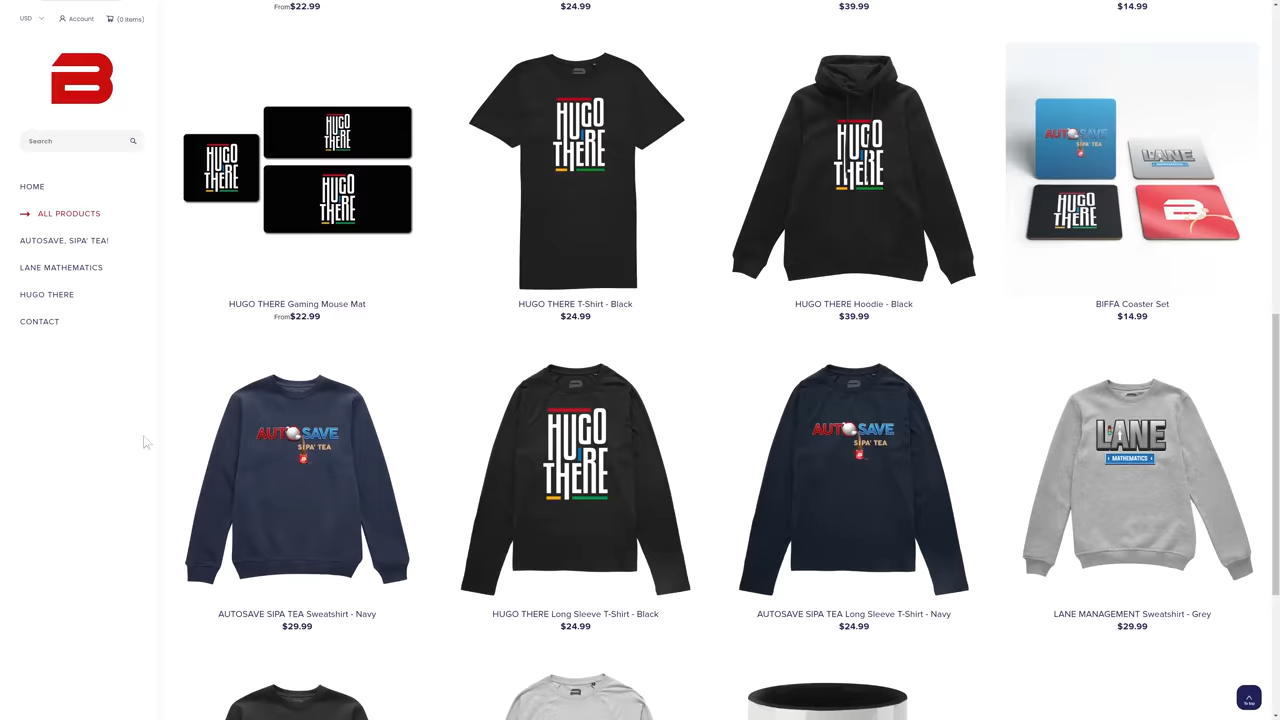 USD
Account
(0 items)
B
Search
HOME
ALL PRODUCTS
AUTOSAVE, SIPA' TEA!
LANE MATHEMATICS
HUGO THERE
CONTACT
From$22.99
$24.99
$39.99
$14.99
HUGO
THERE
HUGO
THERE
HUGO
THERE
HUGO
THERE
HUGO
THERE
AUTOSAVE
SIPA' TEA
LANE
MATHEMATICS
HUGO
THERE
B
HUGO THERE Gaming Mouse Mat
From$22.99
HUGO THERE T-Shirt - Black
$24.99
HUGO THERE Hoodie - Black
$39.99
BIFFA Coaster Set
$14.99
AUTOSAVE
SIPA' TEA
HUGO
THERE
AUTOSAVE
SIPA' TEA
LANE
MATHEMATICS
AUTOSAVE SIPA TEA Sweatshirt - Navy
$29.99
HUGO THERE Long Sleeve T-Shirt - Black
$24.99
AUTOSAVE SIPA TEA Long Sleeve T-Shirt - Navy
$24.99
LANE MANAGEMENT Sweatshirt - Grey
$29.99
To top